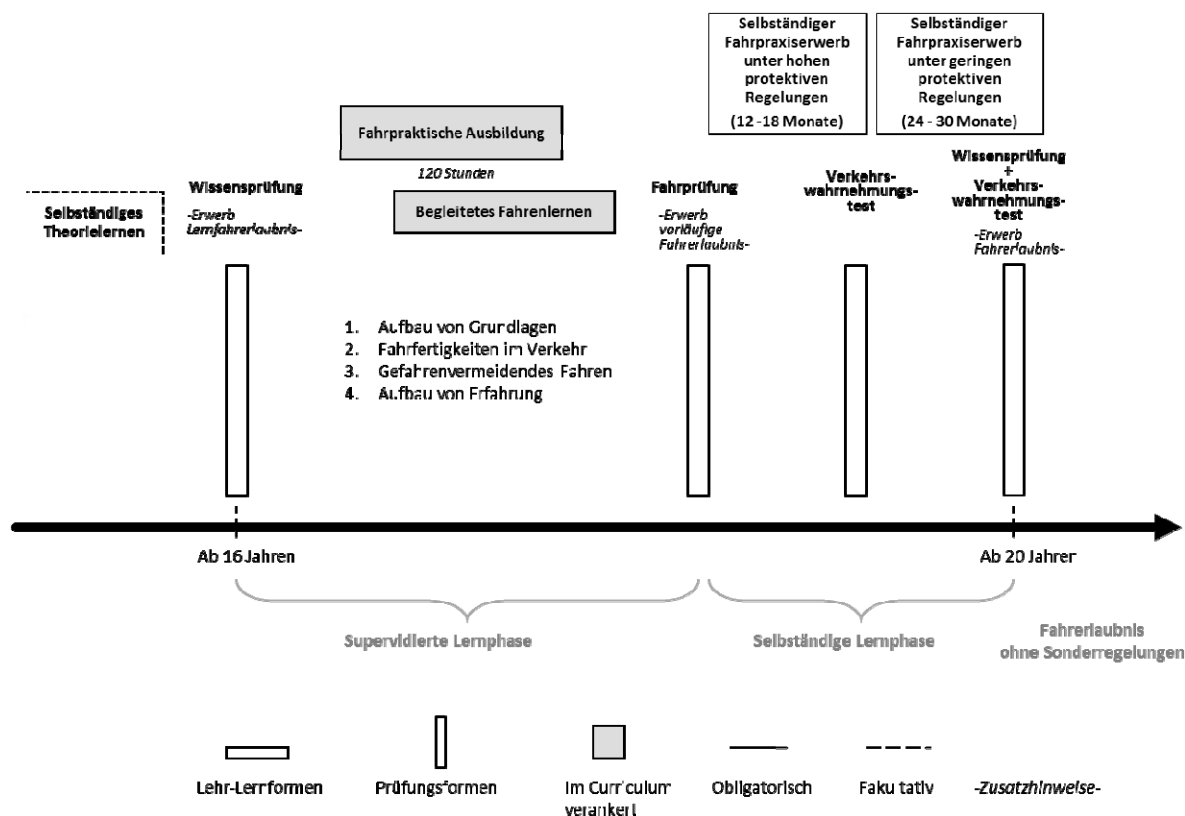 Selbständiger
Fahrpraxiserwerb
unter hohen
protektiven
Regelungen
(12 -18 Monate)
Selbständiger
Fahrpraxiserwerb
unter geringen
protektiven
Regelungen
(24 - 30 Monate)
Fahrpraktische Ausbildung
120 Stunden
Begleitetes Fahrenlernen
Selbständiges
Theorielernen
Wissensprüfung
-Erwerb
Lernfahrerlaubnis-
Fahrprüfung
-Erwerb
vorläufige
Fahrerlaubnis-
Verkehrs-
wahrnehmungs-
test
Wissensprüfung
+
Verkehrs-
wahrnehmungs-
test
-Erwerb
Fahrerlaubnis-
1. Aufbau von Grundlagen
2. Fahrfertigkeiten im Verkehr
3. Gefahrenvermeidendes Fahren
4. Aufbau von Erfahrung
Ab 16 Jahren
Ab 20 Jahren
Supervidierte Lernphase
Selbständige Lernphase
Fahrerlaubnis
ohne Sonderregelungen
Lehr-Lernformen
Prüfungsformen
Im Curriculum
verankert
Obligatorisch
Fakultativ
-Zusatzhinweise-